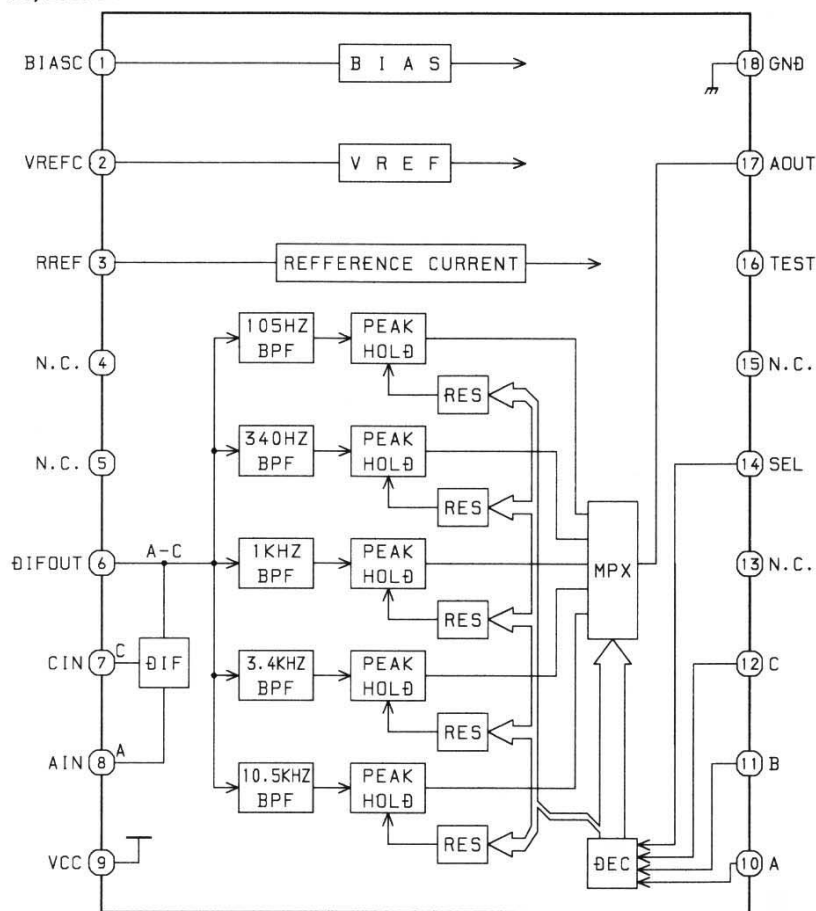 BIASC 1 BIAS 18 GND
VREFC 2 VREF 17 AOUT
RREF 3 REFFERENCE CURRENT 16 TEST
105HZ BPF
PEAK HOLD
N.C. 4
15 N.C.
RES
340HZ BPF
PEAK HOLD
N.C. 5
14 SEL
RES
A-C
DIFOUT 6
1KHZ BPF
PEAK HOLD
MPX
13 N.C.
RES
CIN 7 C
DIF
3.4KHZ BPF
PEAK HOLD
12 C
RES
AIN 8 A
10.5KHZ BPF
PEAK HOLD
11 B
RES
VCC 9
DEC
10 A